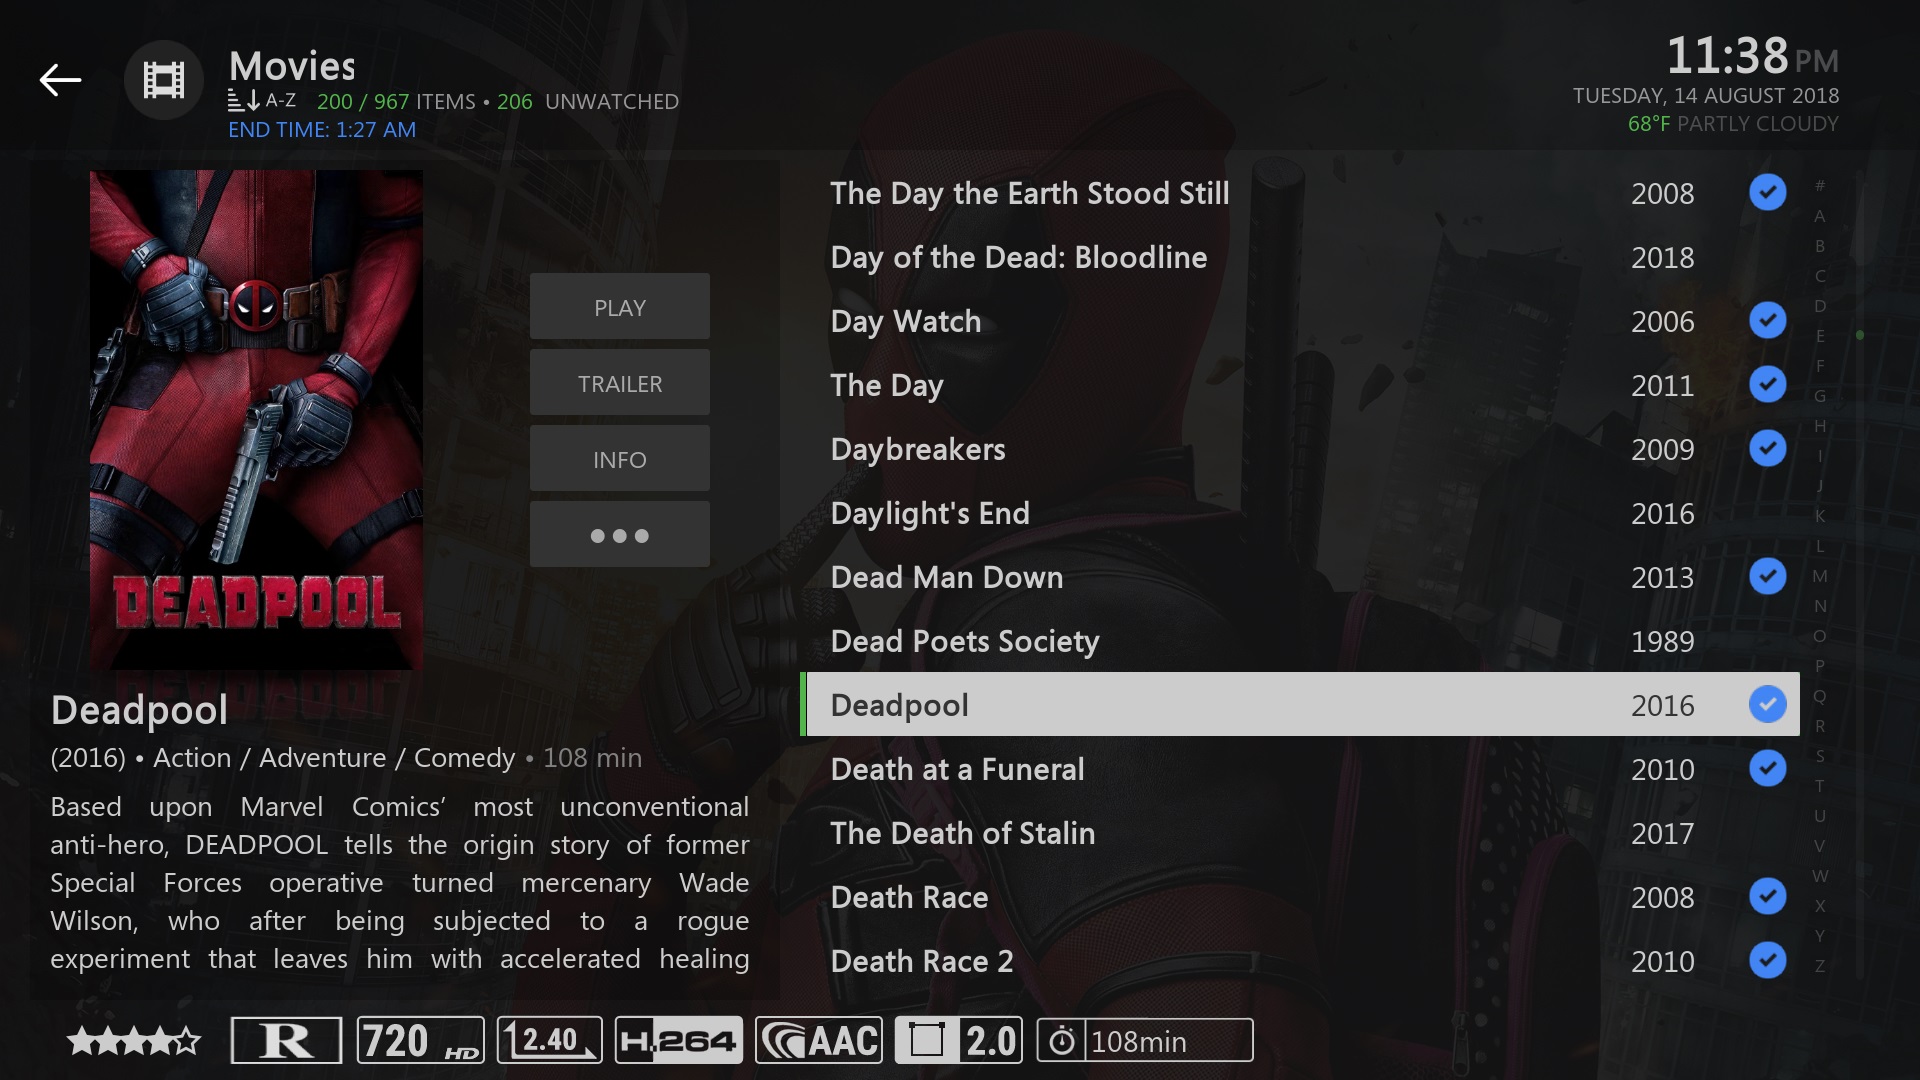 Movies
A-Z 200 / 967 ITEMS • 206 UNWATCHED
END TIME: 1:27 AM
11:38 PM
TUESDAY, 14 AUGUST 2018
68°F PARTLY CLOUDY
DEADPOOL
PLAY
TRAILER
INFO
Deadpool
(2016) • Action / Adventure / Comedy • 108 min
Based upon Marvel Comics’ most unconventional
anti-hero, DEADPOOL tells the origin story of former
Special Forces operative turned mercenary Wade
Wilson, who after being subjected to a rogue
experiment that leaves him with accelerated healing
The Day the Earth Stood Still 2008
Day of the Dead: Bloodline 2018
Day Watch 2006
The Day 2011
Daybreakers 2009
Daylight's End 2016
Dead Man Down 2013
Dead Poets Society 1989
Deadpool 2016
Death at a Funeral 2010
The Death of Stalin 2017
Death Race 2008
Death Race 2 2010
#
A
B
C
D
E
F
G
H
I
J
K
L
M
N
O
P
Q
R
S
T
U
V
W
X
Y
Z
R 720 HD 2.40 H.264 AAC 2.0 108min